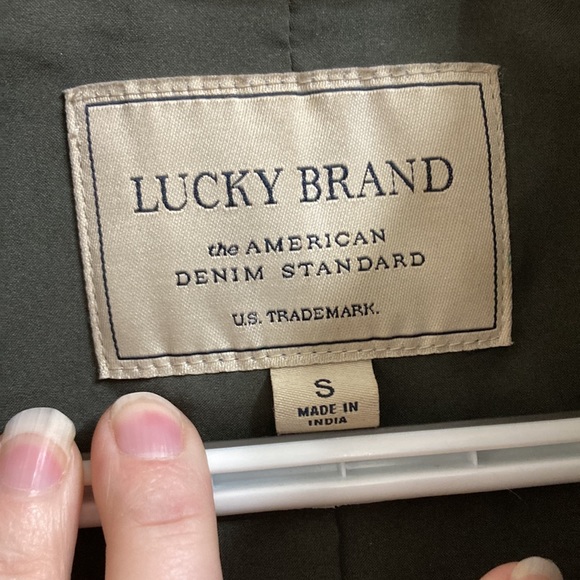 LUCKY BRAND
the AMERICAN
DENIM STANDARD
U.S. TRADEMARK.
S
MADE IN
INDIA